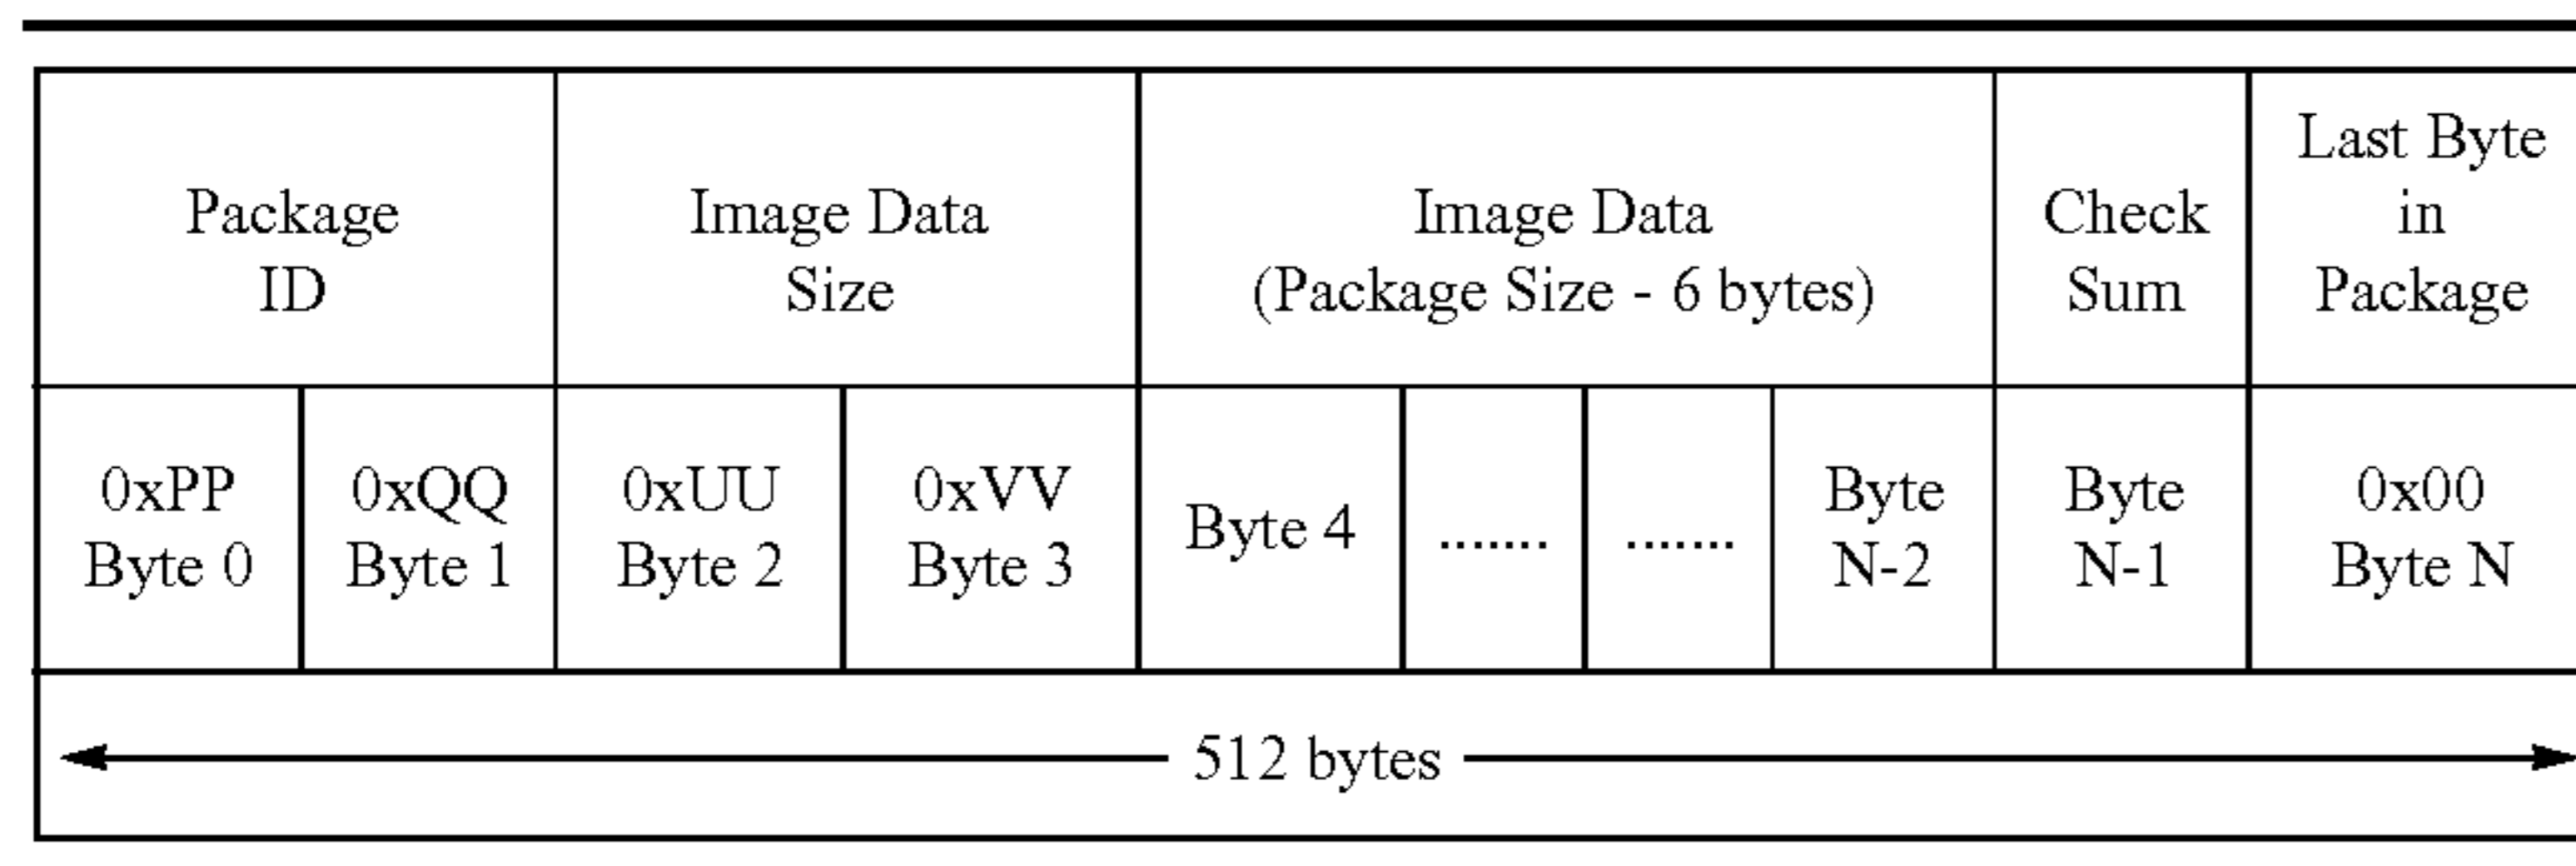 Package
ID
Image Data
Size
Image Data
(Package Size - 6 bytes)
Check
Sum
Last Byte
in
Package
0xPP
Byte 0
0xQQ
Byte 1
0xUU
Byte 2
0xVV
Byte 3
Byte 4
.......
.......
Byte
N-2
Byte
N-1
0x00
Byte N
512 bytes